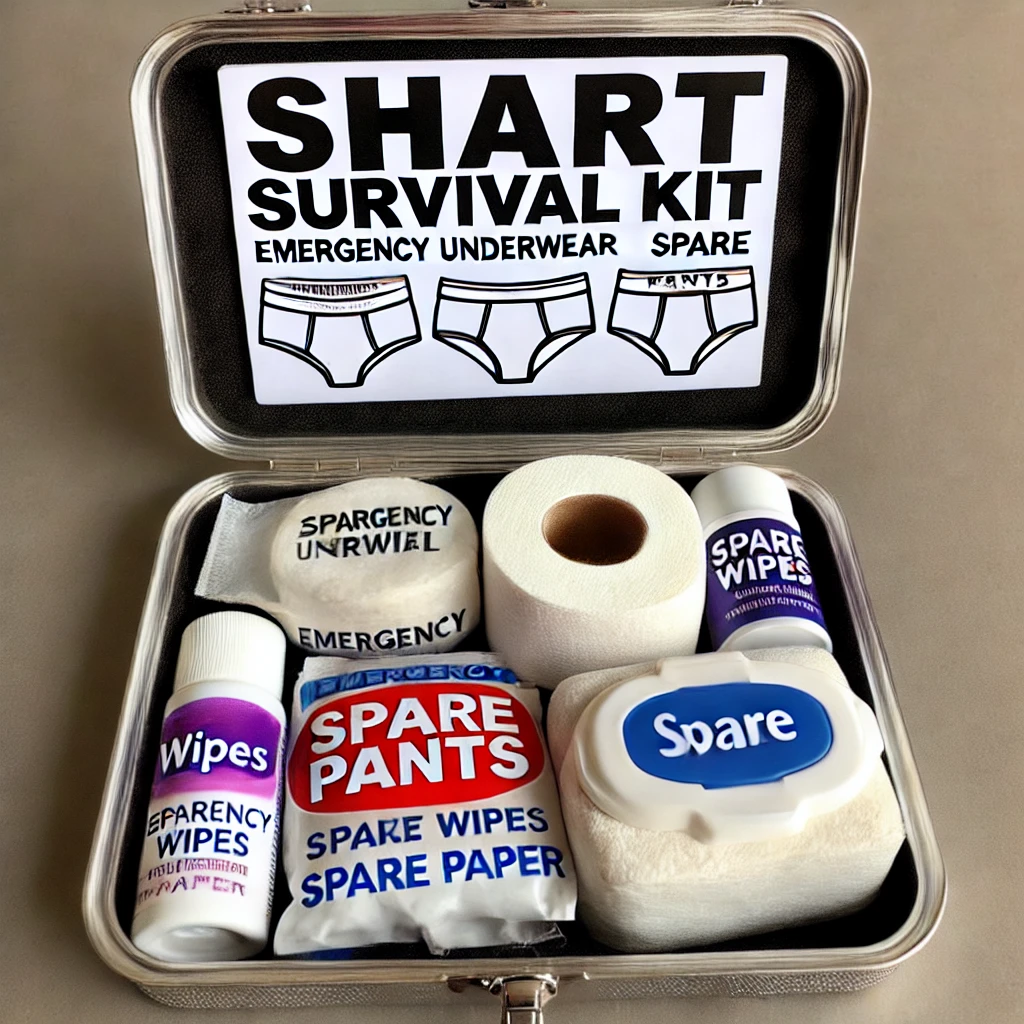 SHART
SURVIVAL KIT
EMERGENCY UNDERWEAR SPARE
SPARGENCY
EMERGENCY
SPARE
WIPES
Wipes
EPARENCY
WIPES
EMERGENCY
SPARE
PANTS
SPARE WIPES
SPARE PAPER
Spare